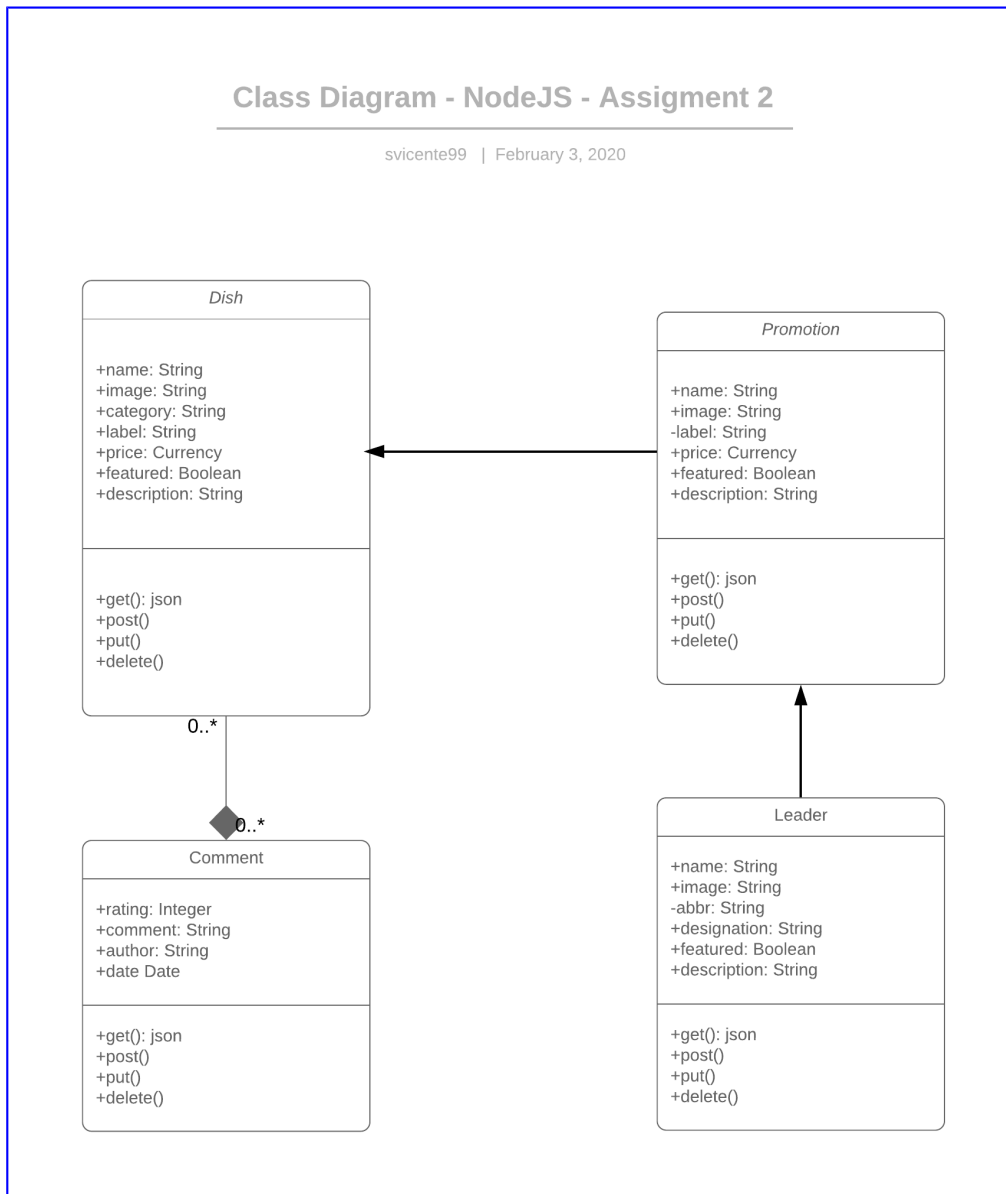 Class Diagram - NodeJS - Assigment 2
svicente99 | February 3, 2020
Dish
+name: String
+image: String
+category: String
+label: String
+price: Currency
+featured: Boolean
+description: String
+get(): json
+post()
+put()
+delete()
0..*
0..*
Comment
+rating: Integer
+comment: String
+author: String
+date Date
+get(): json
+post()
+put()
+delete()
Promotion
+name: String
+image: String
-label: String
+price: Currency
+featured: Boolean
+description: String
+get(): json
+post()
+put()
+delete()
Leader
+name: String
+image: String
-abbr: String
+designation: String
+featured: Boolean
+description: String
+get(): json
+post()
+put()
+delete()